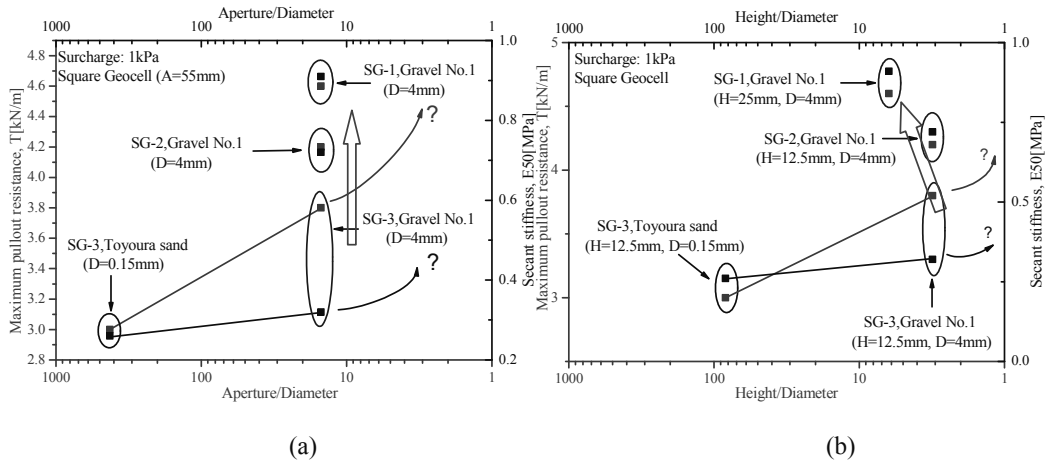 Aperture/Diameter
1000 100 10 1
Maximum pullout resistance, T[kN/m]
5.0
4.8
4.6
4.4
4.2
4.0
3.8
3.6
3.4
3.2
3.0
2.8
Surcharge: 1kPa
Square Geocell (A=55mm)
SG-1,Gravel No.1
(D=4mm)
SG-2,Gravel No.1
(D=4mm)
?
SG-3,Gravel No.1
(D=4mm)
SG-3,Toyoura sand
(D=0.15mm)
?
1.0
0.8
0.6
0.4
0.2
Secant stiffness, E50[MPa]
1000 100 10 1
Aperture/Diameter
(a)
Height/Diameter
1000 100 10 1
Maximum pullout resistance, T[kN/m]
5
4
3
Surcharge: 1kPa
Square Geocell
SG-1,Gravel No.1
(H=25mm, D=4mm)
SG-2,Gravel No.1
(H=12.5mm, D=4mm)
?
SG-3,Toyoura sand
(H=12.5mm, D=0.15mm)
?
SG-3,Gravel No.1
(H=12.5mm, D=4mm)
1.0
0.5
0.0
Secant stiffness, E50[MPa]
1000 100 10 1
Height/Diameter
(b)